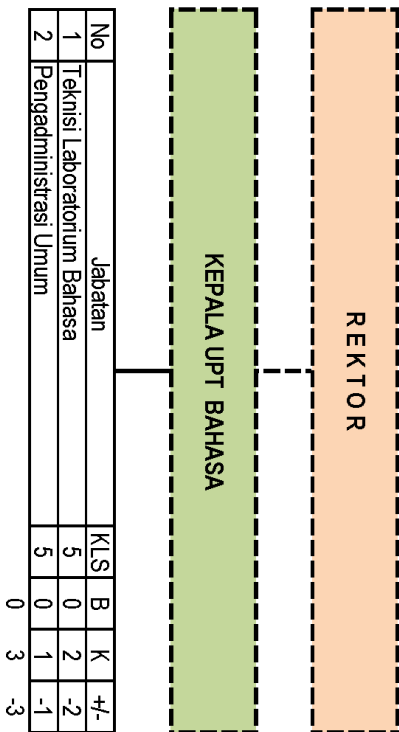 R E K T O R
KEPALA UPT BAHASA
No Jabatan KLS B K +/-
1 Teknisi Laboratorium Bahasa 5 0 2 -2
2 Pengadministrasi Umum 5 0 1 -1
0 3 -3